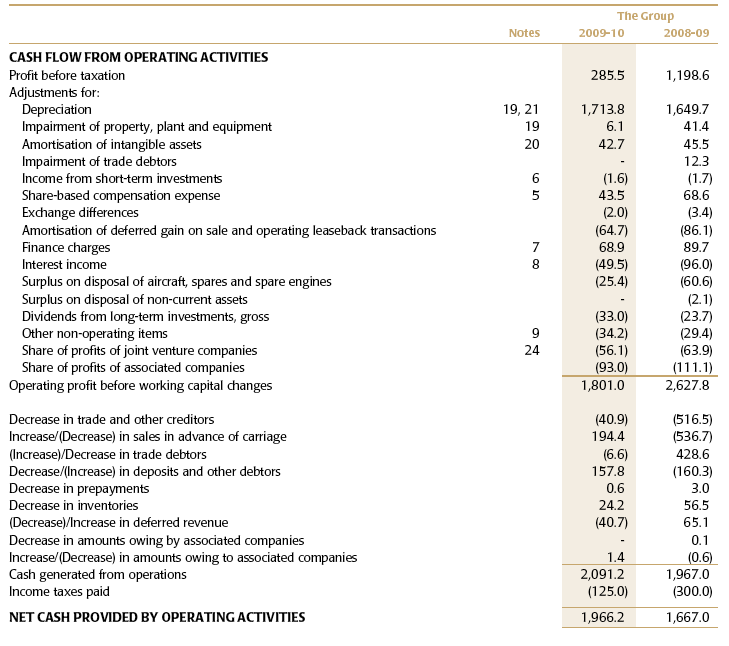 The Group
Notes 2009-10 2008-09
CASH FLOW FROM OPERATING ACTIVITIES
Profit before taxation 285.5 1,198.6
Adjustments for:
Depreciation 19, 21 1,713.8 1,649.7
Impairment of property, plant and equipment 19 6.1 41.4
Amortisation of intangible assets 20 42.7 45.5
Impairment of trade debtors - 12.3
Income from short-term investments 6 (1.6) (1.7)
Share-based compensation expense 5 43.5 68.6
Exchange differences (2.0) (3.4)
Amortisation of deferred gain on sale and operating leaseback transactions (64.7) (86.1)
Finance charges 7 68.9 89.7
Interest income 8 (49.5) (96.0)
Surplus on disposal of aircraft, spares and spare engines (25.4) (60.6)
Surplus on disposal of non-current assets - (2.1)
Dividends from long-term investments, gross (33.0) (23.7)
Other non-operating items 9 (34.2) (29.4)
Share of profits of joint venture companies 24 (56.1) (63.9)
Share of profits of associated companies (93.0) (111.1)
Operating profit before working capital changes 1,801.0 2,627.8
Decrease in trade and other creditors (40.9) (516.5)
Increase/(Decrease) in sales in advance of carriage 194.4 (536.7)
(Increase)/Decrease in trade debtors (6.6) 428.6
Decrease/(Increase) in deposits and other debtors 157.8 (160.3)
Decrease in prepayments 0.6 3.0
Decrease in inventories 24.2 56.5
(Decrease)/Increase in deferred revenue (40.7) 65.1
Decrease in amounts owing by associated companies - 0.1
Increase/(Decrease) in amounts owing to associated companies 1.4 (0.6)
Cash generated from operations 2,091.2 1,967.0
Income taxes paid (125.0) (300.0)
NET CASH PROVIDED BY OPERATING ACTIVITIES 1,966.2 1,667.0